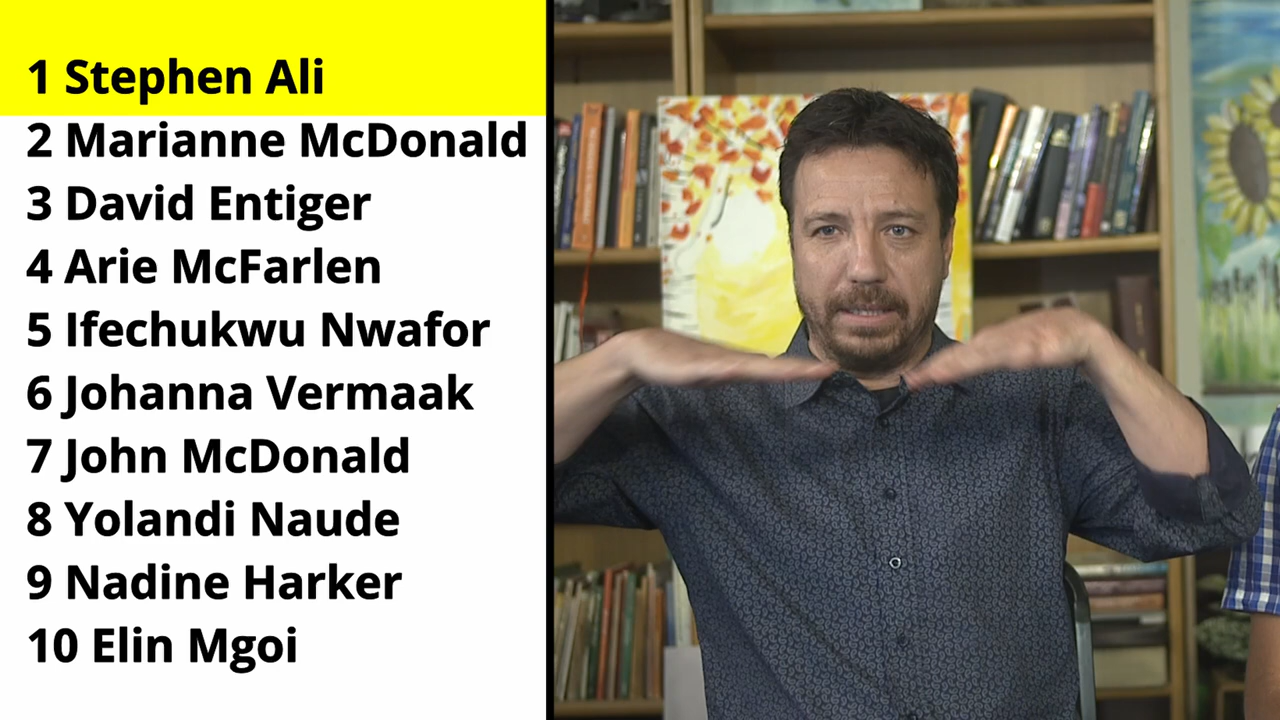 1 Stephen Ali
2 Marianne McDonald
3 David Entiger
4 Arie McFarlen
5 Ifechukwu Nwafor
6 Johanna Vermaak
7 John McDonald
8 Yolandi Naude
9 Nadine Harker
10 Elin Mgoi